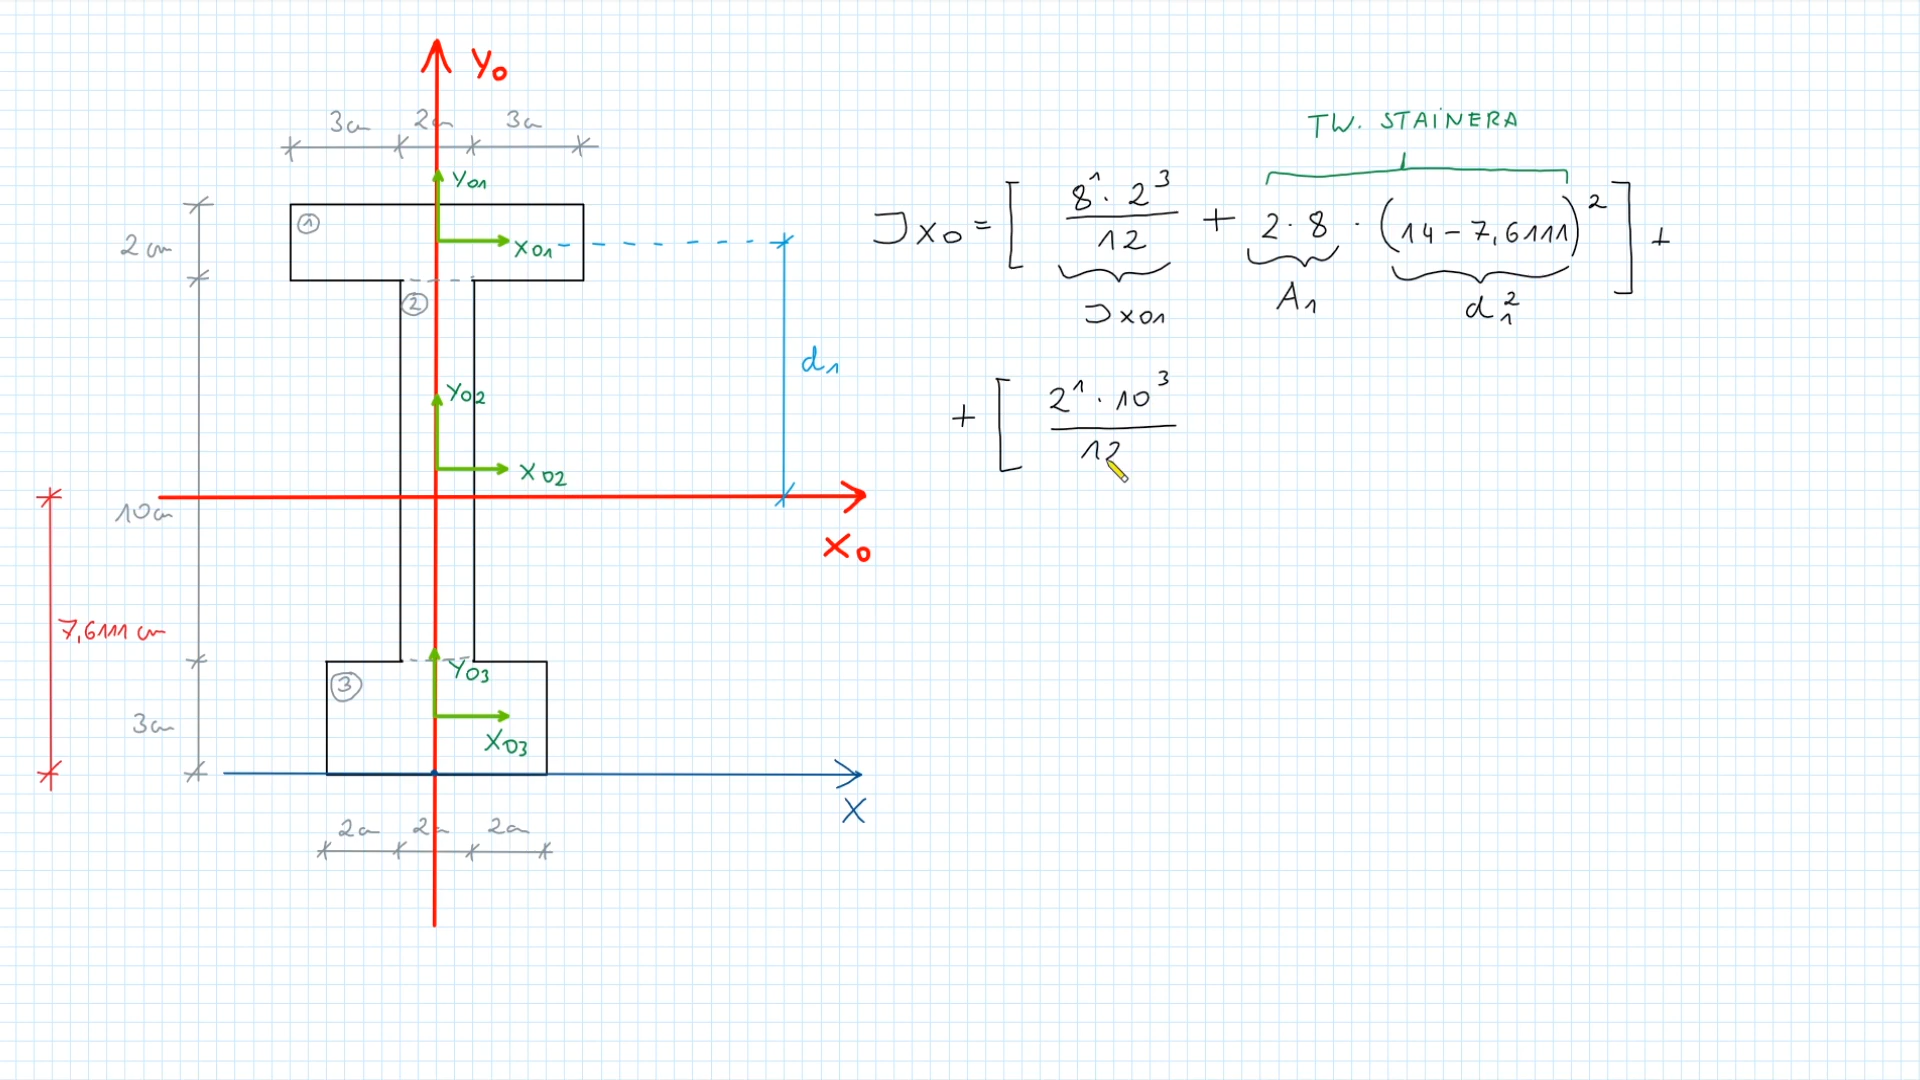 Y₀
3cm 2cm 3cm
TW. STAINERA
Y₀₁
① X₀₁
2cm
Jx₀ = [ 8¹·2³/12 + 2·8 · (14-7,6111)² ] +
Jx₀₁ A₁ d₁²
②
d₁
Y₀₂
+ [ 2¹·10³/12
X₀₂
10cm
X₀
7,6111 cm
③ Y₀₃
3cm
X₀₃
X
2cm 2cm 2cm